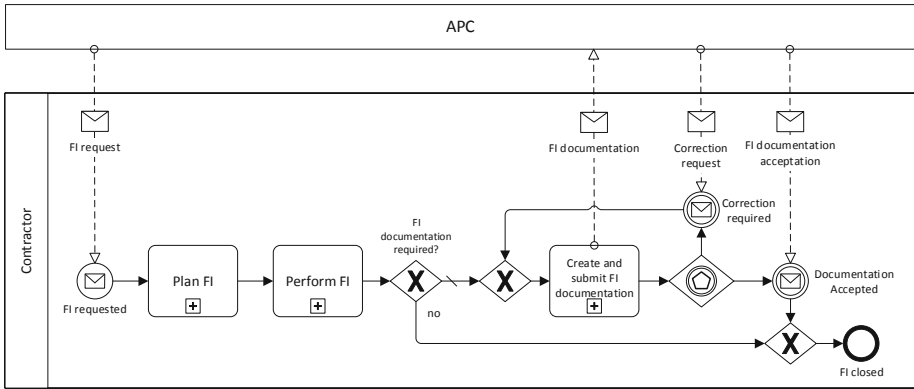 APC
FI request
FI documentation
Correction
request
FI documentation
acceptation
Contractor
Correction
required
FI
documentation
required?
Plan FI
Perform FI
X
X
Create and
submit FI
documentation
Documentation
Accepted
FI requested
no
X
FI closed